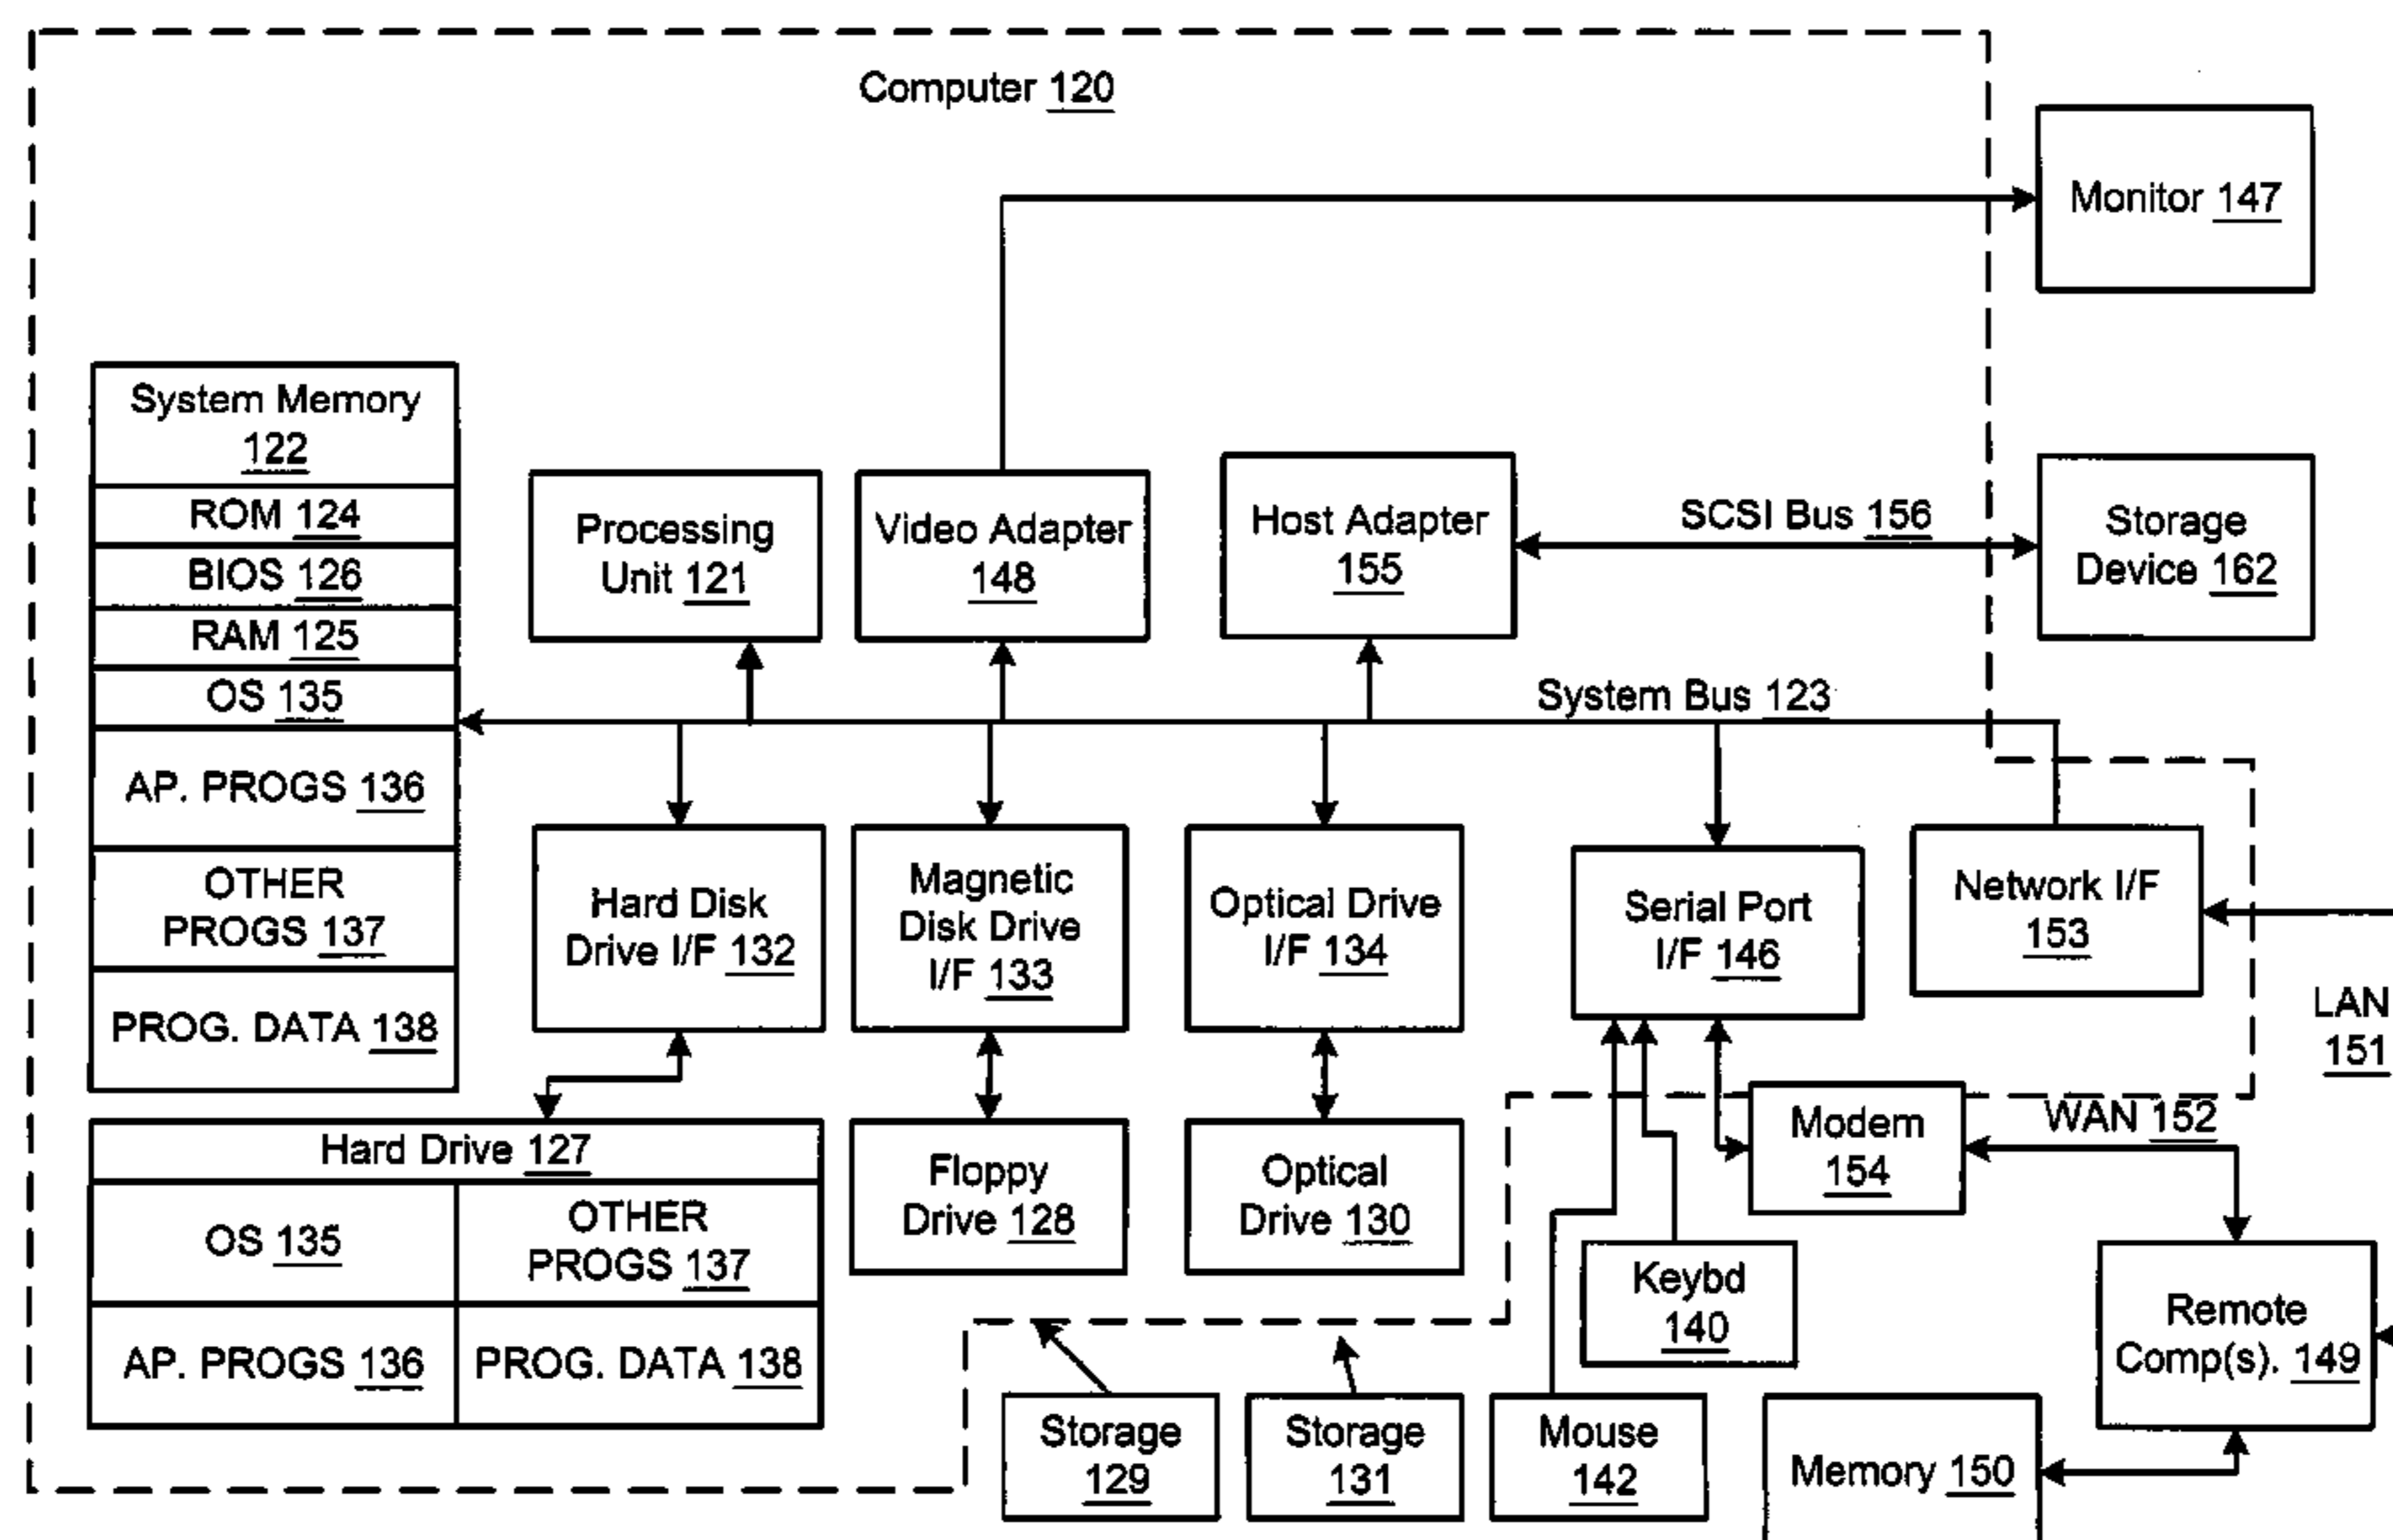 Computer 120
Monitor 147
System Memory
122
ROM 124
BIOS 126
RAM 125
OS 135
AP. PROGS 136
OTHER
PROGS 137
PROG. DATA 138
Processing
Unit 121
Video Adapter
148
Host Adapter
155
SCSI Bus 156
Storage
Device 162
System Bus 123
Hard Disk
Drive I/F 132
Magnetic
Disk Drive
I/F 133
Optical Drive
I/F 134
Serial Port
I/F 146
Network I/F
153
LAN
151
Hard Drive 127
OS 135
OTHER
PROGS 137
AP. PROGS 136
PROG. DATA 138
Floppy
Drive 128
Optical
Drive 130
Modem
154
WAN 152
Keybd
140
Remote
Comp(s). 149
Storage
129
Storage
131
Mouse
142
Memory 150